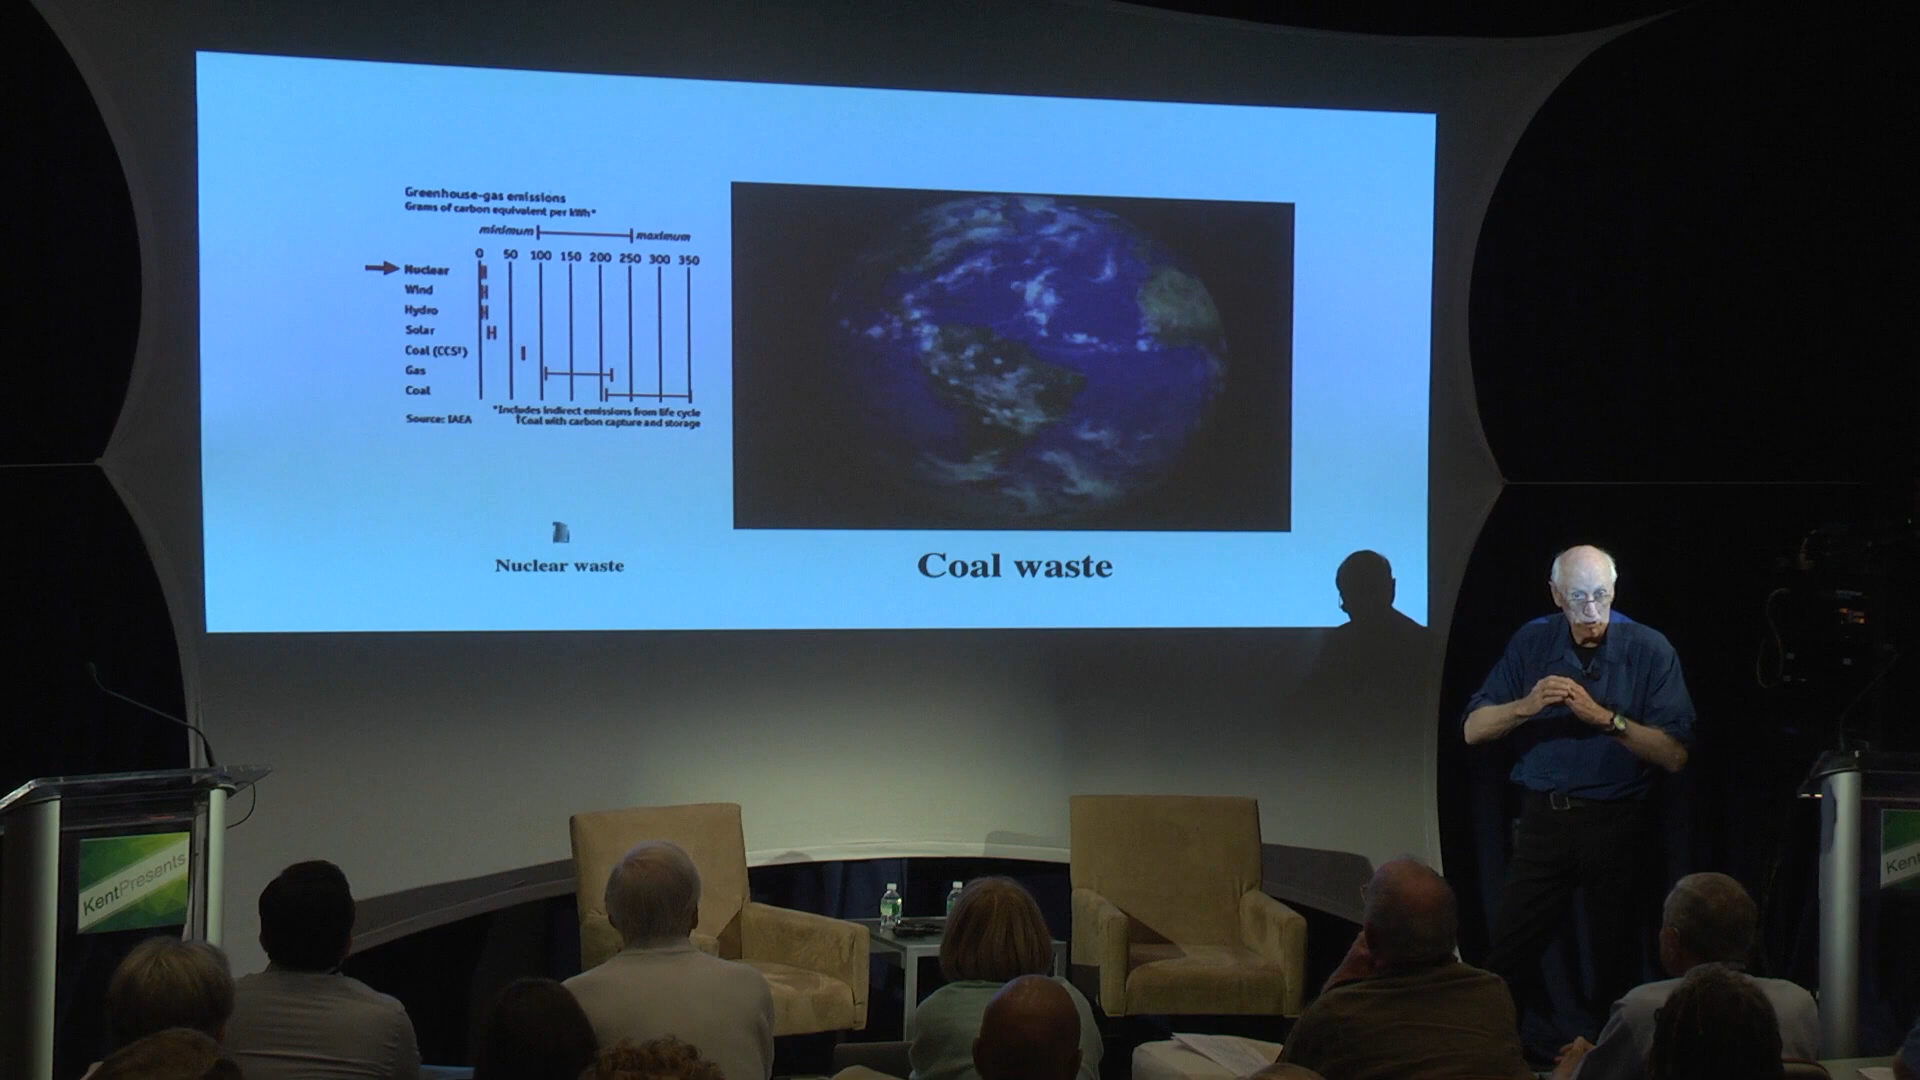 Greenhouse-gas emissions
Grams of carbon equivalent per kWh*
minimum maximum
0 50 100 150 200 250 300 350
Nuclear
Wind
Hydro
Solar
Coal (CCS†)
Gas
Coal
*Includes indirect emissions from life cycle
Source: IAEA †Coal with carbon capture and storage
Nuclear waste
Coal waste
KentPresents
Kent